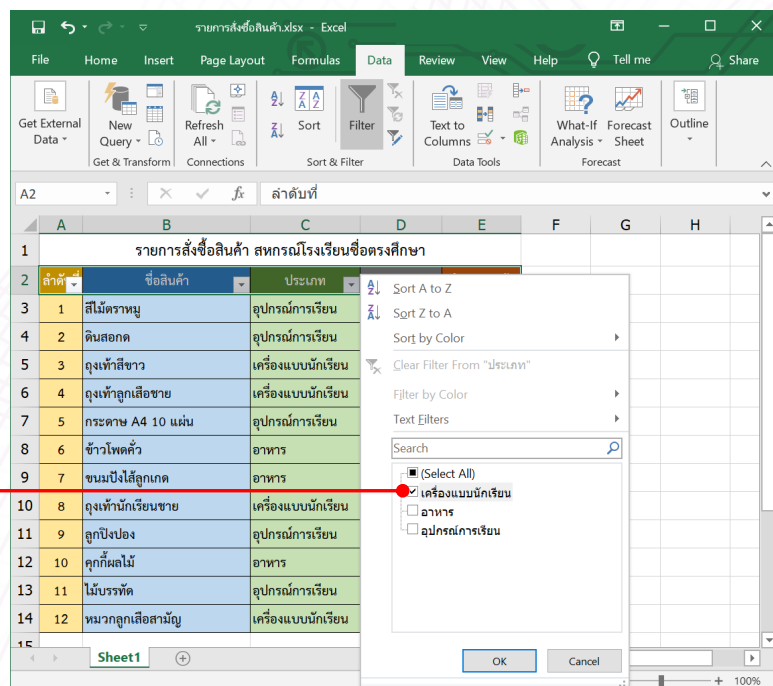 รายการสั่งซื้อสินค้า.xlsx - Excel
File Home Insert Page Layout Formulas Data Review View Help Tell me Share
Get External Data
New Query
Refresh All
Sort
Filter
Text to Columns
What-If Analysis
Forecast Sheet
Outline
Get & Transform Connections Sort & Filter Data Tools Forecast
A2 fx ลำดับที่
A B C D E F G H
1 รายการสั่งซื้อสินค้า สหกรณ์โรงเรียนซื่อตรงศึกษา
2 ชื่อสินค้า ประเภท
3 1 สีไม้ตราหมู อุปกรณ์การเรียน
4 2 ดินสอกด อุปกรณ์การเรียน
5 3 ถุงเท้าสีขาว เครื่องแบบนักเรียน
6 4 ถุงเท้าลูกเสือชาย เครื่องแบบนักเรียน
7 5 กระดาษ A4 10 แผ่น อุปกรณ์การเรียน
8 6 ข้าวโพดคั่ว อาหาร
9 7 ขนมปังไส้ลูกเกด อาหาร
10 8 ถุงเท้านักเรียนชาย เครื่องแบบนักเรียน
11 9 ลูกปิงปอง อุปกรณ์การเรียน
12 10 คุกกี้ผลไม้ อาหาร
13 11 ไม้บรรทัด อุปกรณ์การเรียน
14 12 หมวกลูกเสือสามัญ เครื่องแบบนักเรียน
15
Sort A to Z
Sort Z to A
Sort by Color
Clear Filter From "ประเภท"
Filter by Color
Text Filters
Search
(Select All)
เครื่องแบบนักเรียน
อาหาร
อุปกรณ์การเรียน
OK Cancel
Sheet1
100%